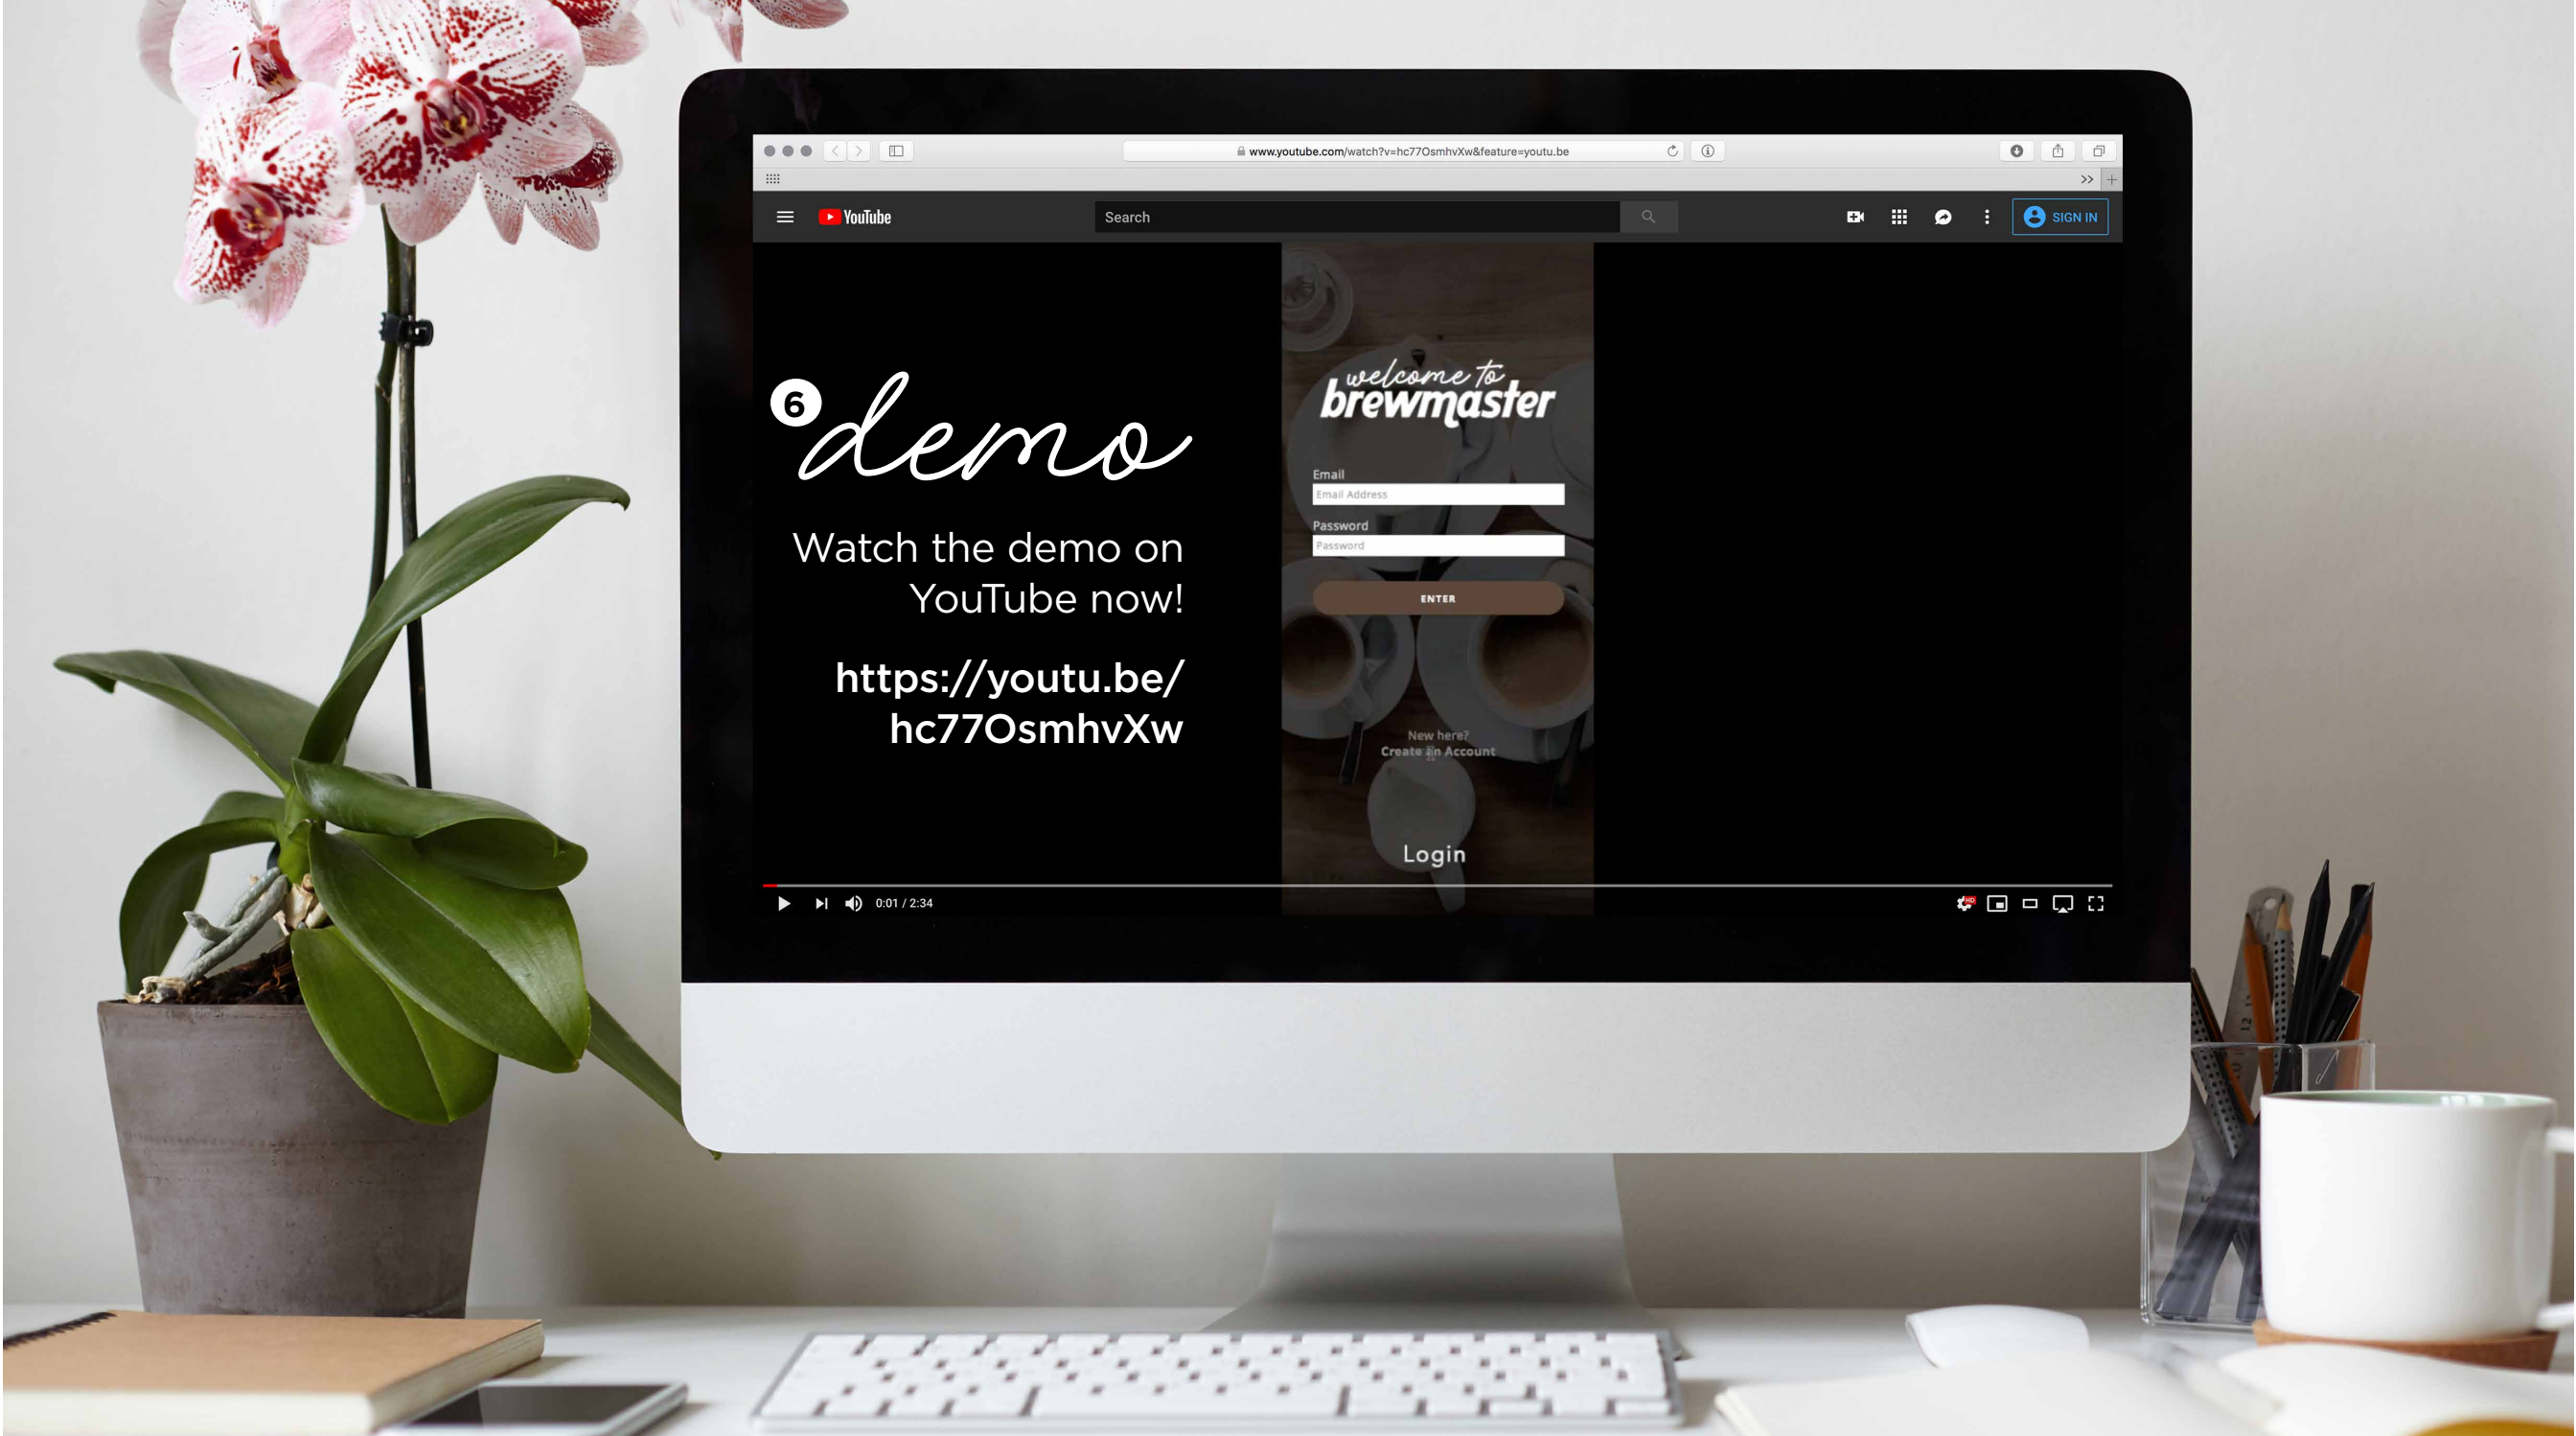 www.youtube.com/watch?v=hc77OsmhvXw&feature=youtu.be
YouTube
Search
SIGN IN
6
demo
Watch the demo on
YouTube now!
https://youtu.be/
hc77OsmhvXw
welcome to
brewmaster
Email
Email Address
Password
Password
ENTER
New here?
Create an Account
Login
0:01 / 2:34
HD
12